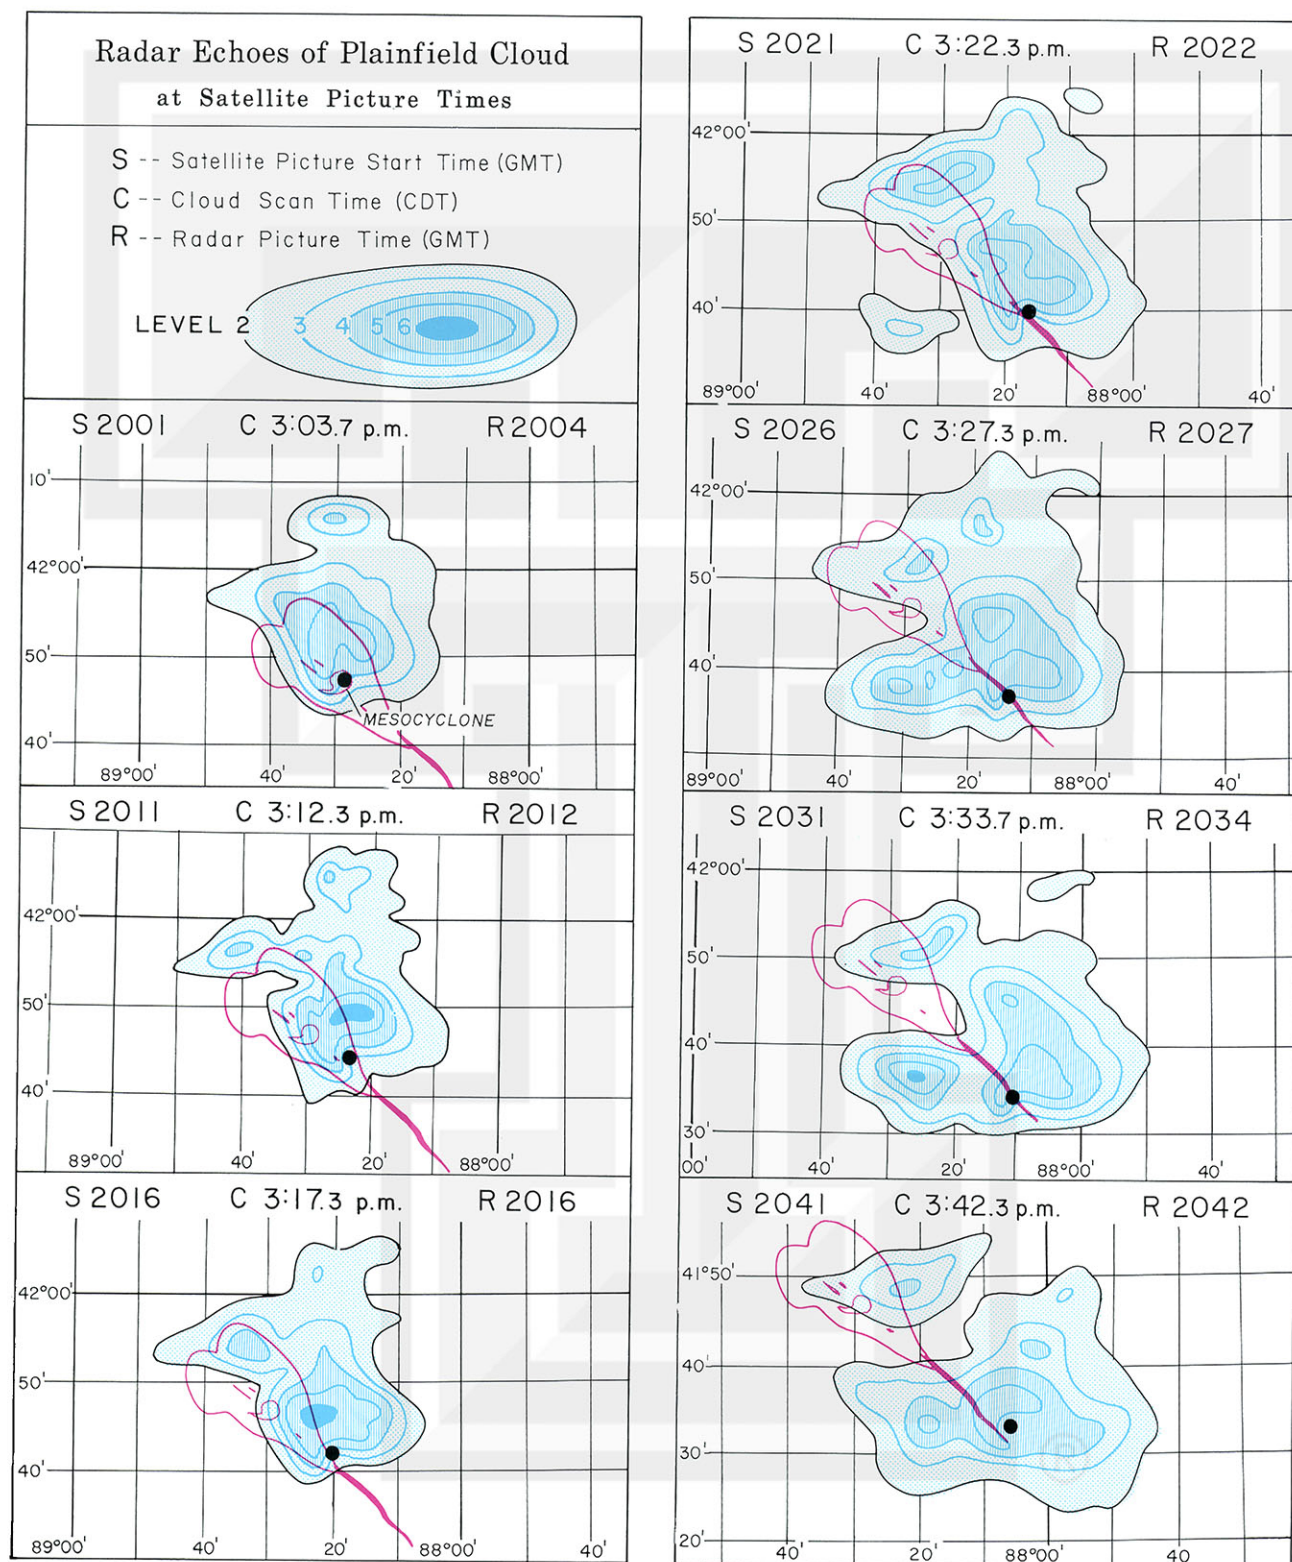 Radar Echoes of Plainfield Cloud
at Satellite Picture Times
S -- Satellite Picture Start Time (GMT)
C -- Cloud Scan Time (CDT)
R -- Radar Picture Time (GMT)
LEVEL 2 3 4 5 6
S 2001 C 3:03.7 p.m. R 2004
10'
42°00'
50'
MESOCYCLONE
40'
89°00' 40' 20' 88°00'
S 2011 C 3:12.3 p.m. R 2012
42°00'
50'
40'
89°00' 40' 20' 88°00'
S 2016 C 3:17.3 p.m. R 2016
42°00'
50'
40'
89°00' 40' 20' 88°00' 40'
S 2021 C 3:22.3 p.m. R 2022
42°00'
50'
40'
89°00' 40' 20' 88°00' 40'
S 2026 C 3:27.3 p.m. R 2027
42°00'
50'
40'
89°00' 40' 20' 88°00' 40'
S 2031 C 3:33.7 p.m. R 2034
42°00'
50'
40'
30'
00' 40' 20' 88°00' 40'
S 2041 C 3:42.3 p.m. R 2042
41°50'
40'
30'
20'
40' 20' 88°00' 40